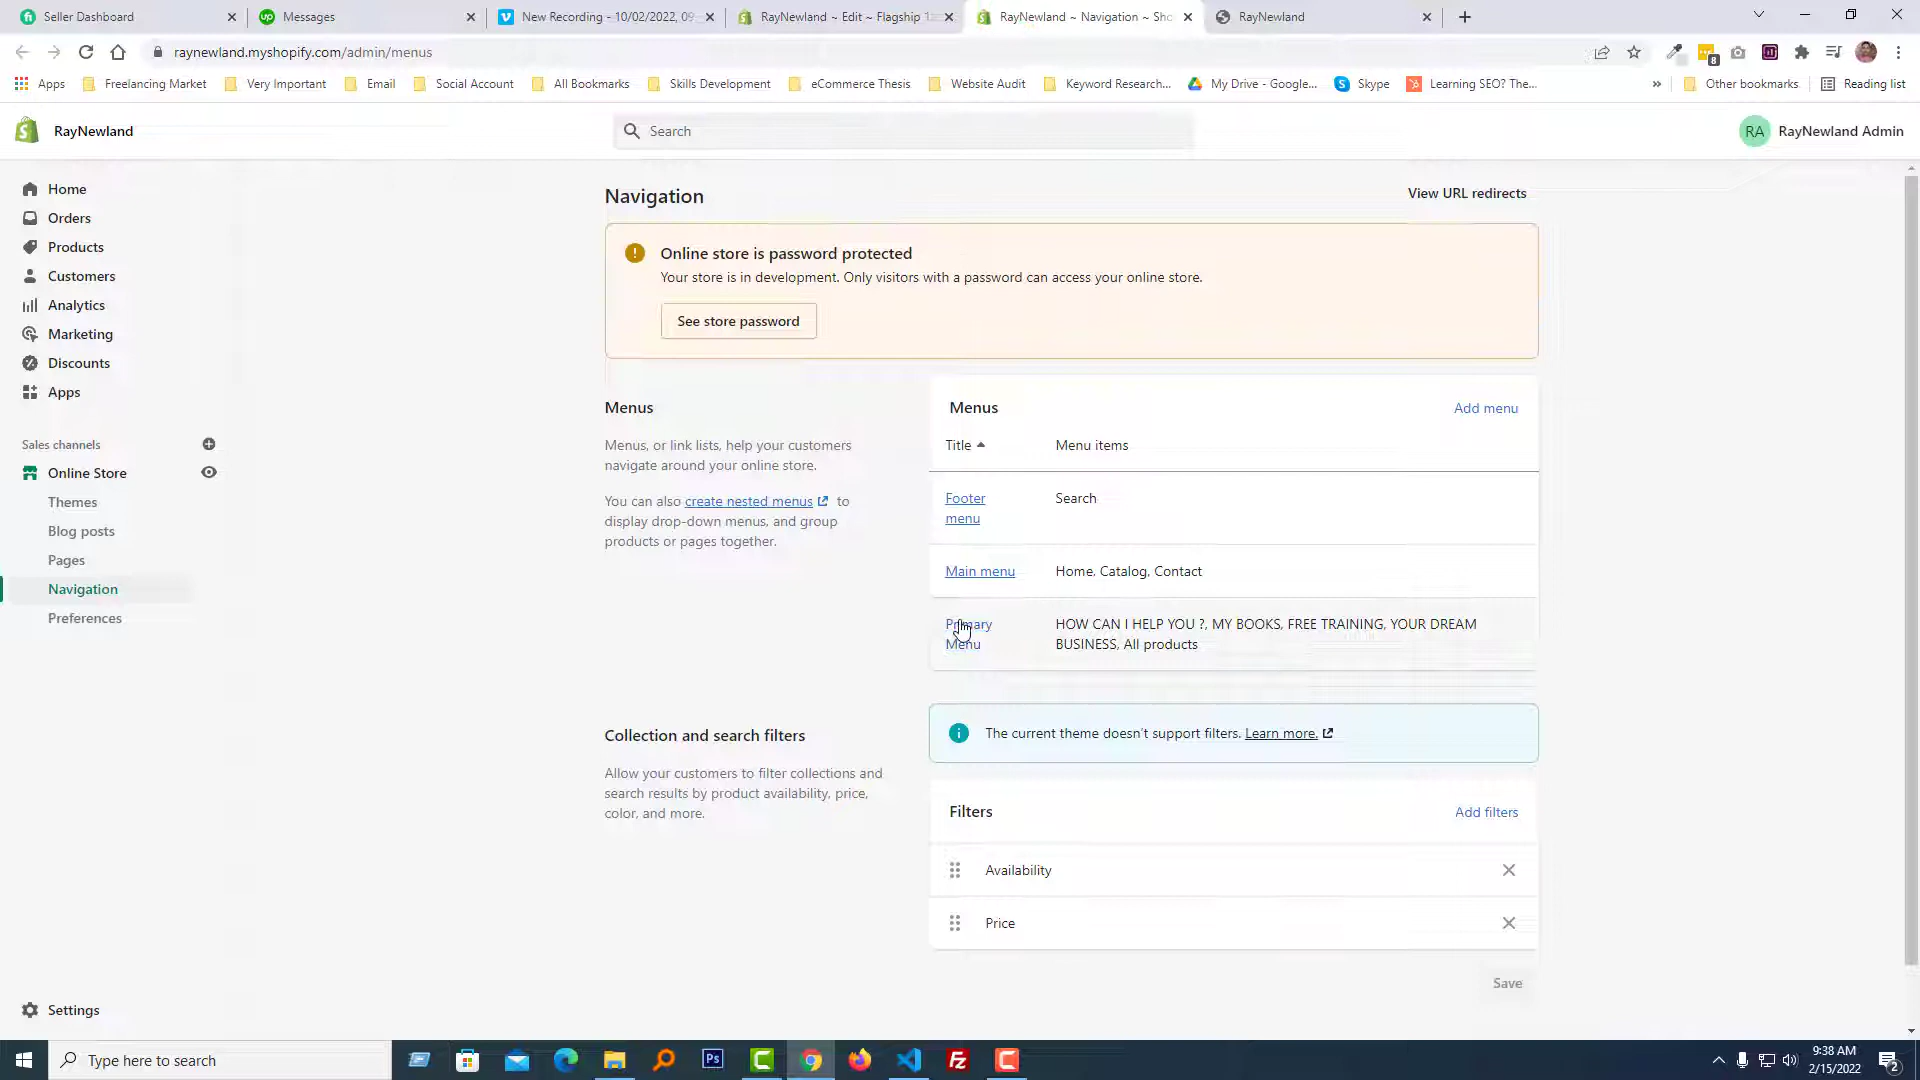 Seller Dashboard
Messages
New Recording - 10/02/2022, 09
RayNewland ~ Edit ~ Flagship
RayNewland ~ Navigation ~ Sho
RayNewland
raynewland.myshopify.com/admin/menus
8
Apps
Freelancing Market
Very Important
Email
Social Account
All Bookmarks
Skills Development
eCommerce Thesis
Website Audit
Keyword Research...
My Drive - Google...
Skype
Learning SEO? The...
»
Other bookmarks
Reading list
RayNewland
Search
RA
RayNewland Admin
Home
Orders
Products
Customers
Analytics
Marketing
Discounts
Apps
Sales channels
Online Store
Themes
Blog posts
Pages
Navigation
Preferences
Settings
Navigation
View URL redirects
Online store is password protected
Your store is in development. Only visitors with a password can access your online store.
See store password
Menus
Menus, or link lists, help your customers
navigate around your online store.
You can also create nested menus to
display drop-down menus, and group
products or pages together.
Menus
Add menu
Title
Menu items
Footer
menu
Search
Main menu
Home, Catalog, Contact
Primary
Menu
HOW CAN I HELP YOU ?, MY BOOKS, FREE TRAINING, YOUR DREAM
BUSINESS, All products
Collection and search filters
Allow your customers to filter collections and
search results by product availability, price,
color, and more.
The current theme doesn't support filters. Learn more.
Filters
Add filters
Availability
Price
Save
Type here to search
Ps
9:38 AM
2/15/2022
2